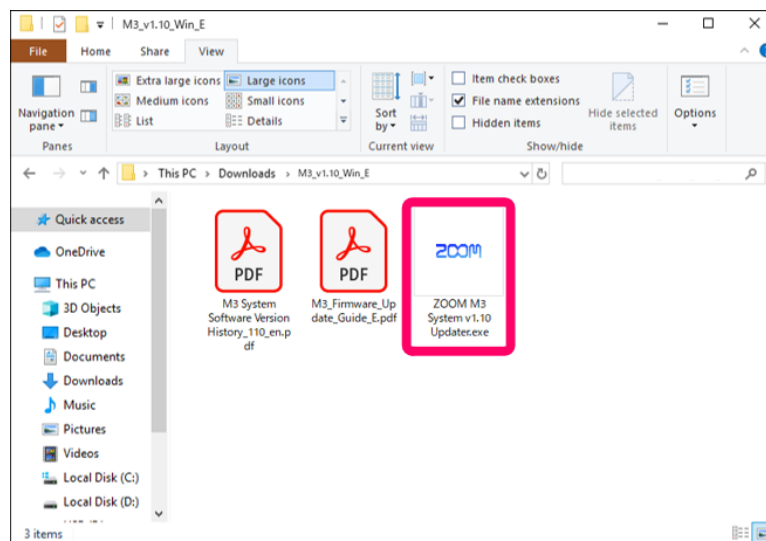 M3_v1.10_Win_E
File Home Share View
Navigation
pane
Extra large icons Large icons
Medium icons Small icons
List Details
Sort
by
Item check boxes
File name extensions
Hidden items
Hide selected
items
Options
Panes Layout Current view Show/hide
This PC > Downloads > M3_v1.10_Win_E
Quick access
OneDrive
This PC
3D Objects
Desktop
Documents
Downloads
Music
Pictures
Videos
Local Disk (C:)
Local Disk (D:)
PDF
M3 System
Software Version
History_110_en.p
df
PDF
M3_Firmware_Up
date_Guide_E.pdf
ZOOM
ZOOM M3
System v1.10
Updater.exe
3 items